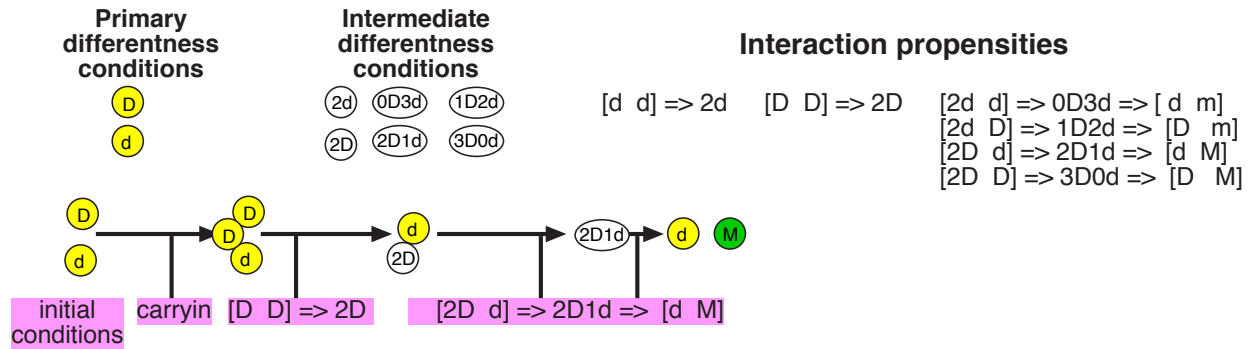 Primary
differentness
conditions
D
d
Intermediate
differentness
conditions
2d 0D3d 1D2d
2D 2D1d 3D0d
Interaction propensities
[d d] => 2d [D D] => 2D [2d d] => 0D3d => [ d m]
[2d D] => 1D2d => [D m]
[2D d] => 2D1d => [d M]
[2D D] => 3D0d => [D M]
D
d
D
D
d
d
2D
2D1d
d
M
initial
conditions
carryin
[D D] => 2D
[2D d] => 2D1d => [d M]